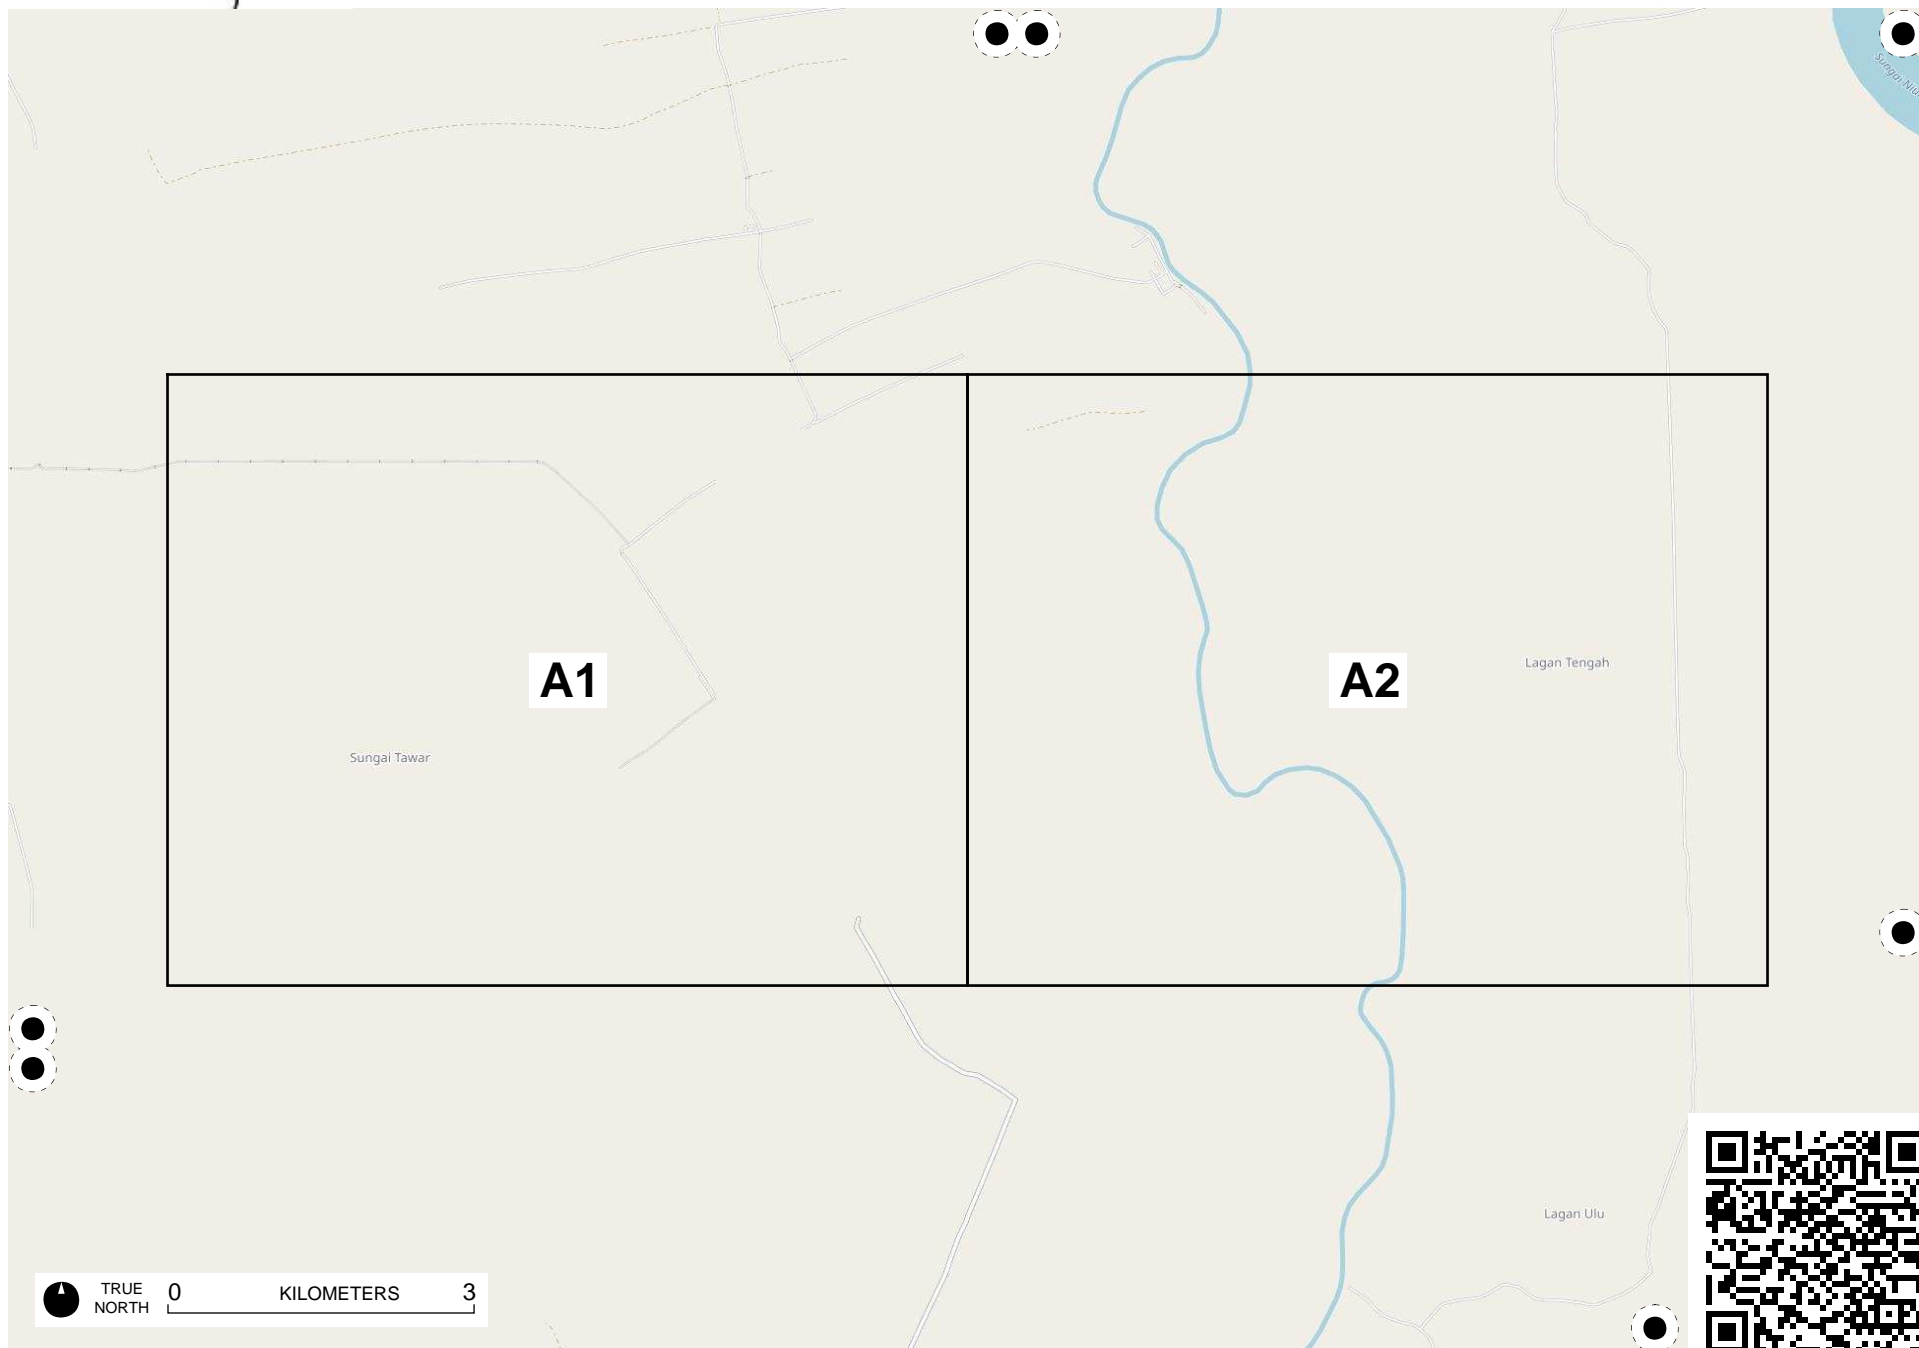 A1
A2
Lagan Tengah
Sungai Tawar
Lagan Ulu
TRUE
NORTH
0 KILOMETERS 3